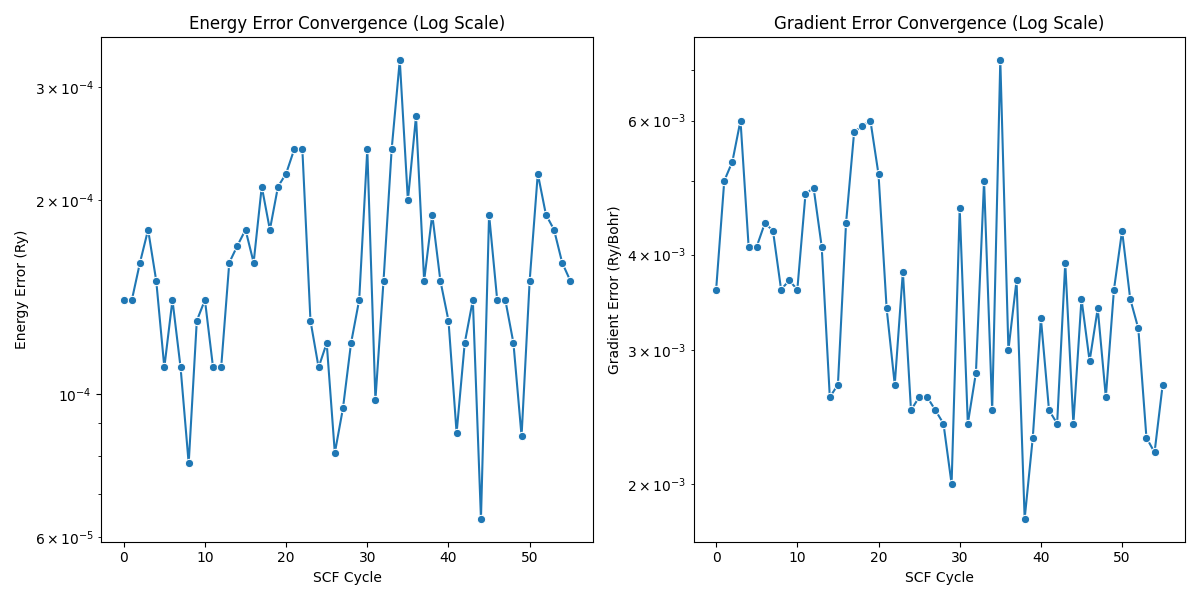 Energy Error Convergence (Log Scale)
Energy Error (Ry)
3 × 10⁻⁴
2 × 10⁻⁴
10⁻⁴
6 × 10⁻⁵
0 10 20 30 40 50
SCF Cycle
Gradient Error Convergence (Log Scale)
Gradient Error (Ry/Bohr)
6 × 10⁻³
4 × 10⁻³
3 × 10⁻³
2 × 10⁻³
0 10 20 30 40 50
SCF Cycle